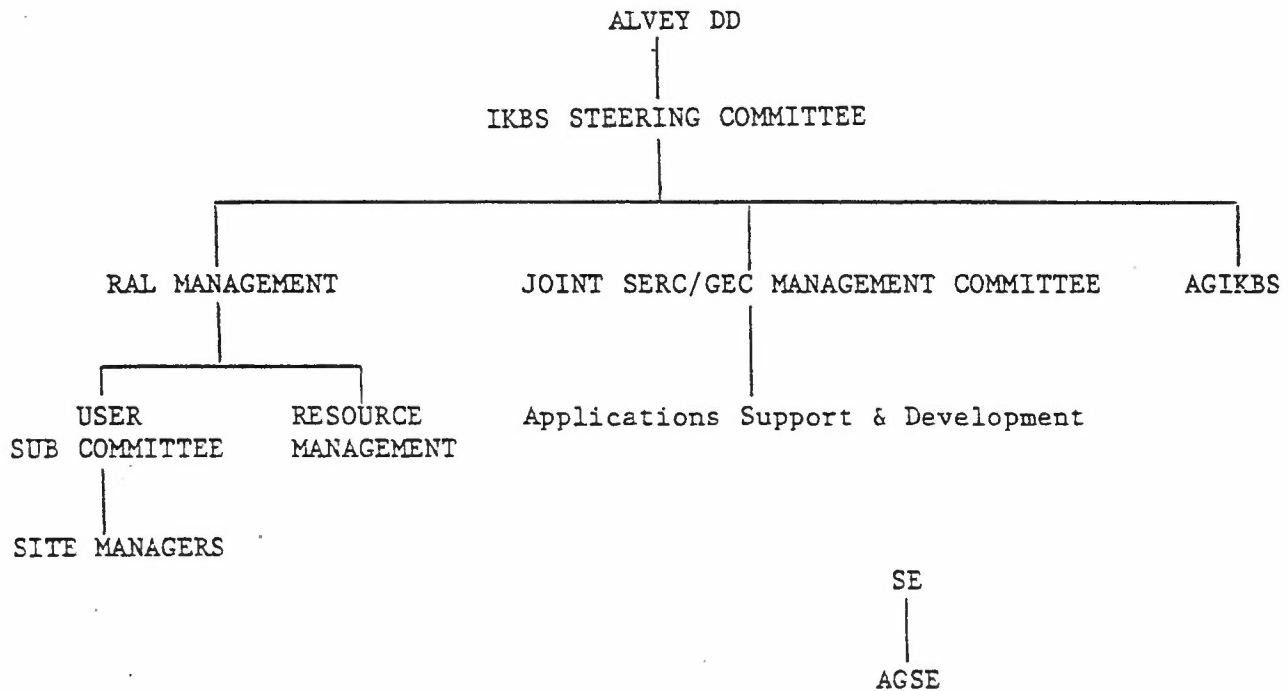 ALVEY DD
IKBS STEERING COMMITTEE
RAL MANAGEMENT
JOINT SERC/GEC MANAGEMENT COMMITTEE
AGIKBS
USER
SUB COMMITTEE
RESOURCE
MANAGEMENT
Applications Support & Development
SITE MANAGERS
SE
AGSE